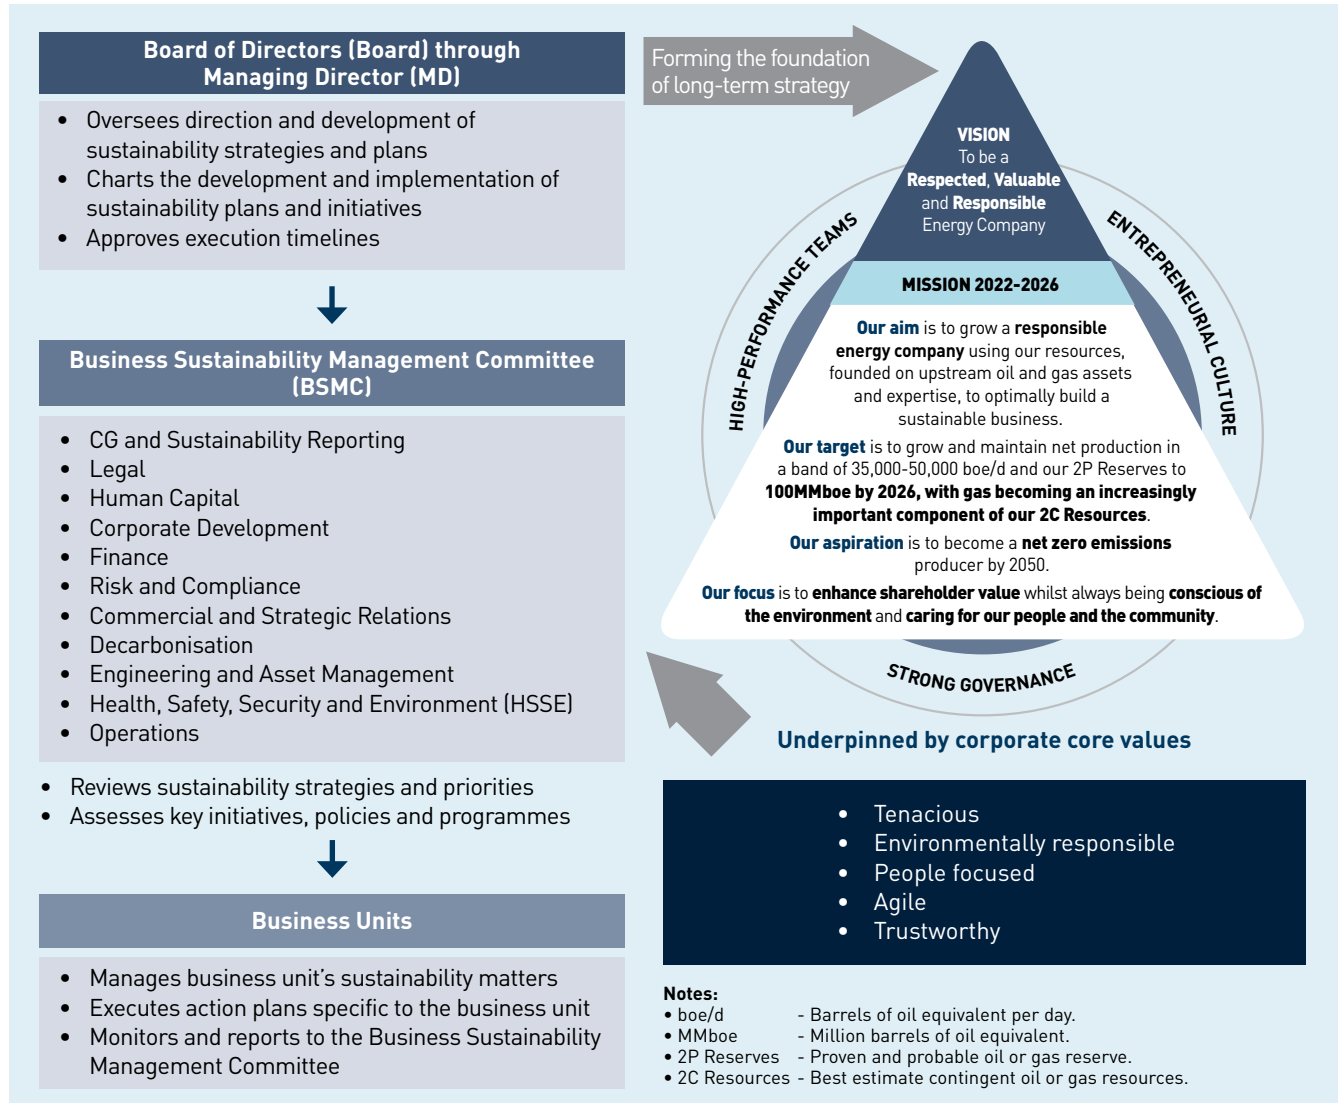 Board of Directors (Board) through
Managing Director (MD)
• Oversees direction and development of
sustainability strategies and plans
• Charts the development and implementation of
sustainability plans and initiatives
• Approves execution timelines
Business Sustainability Management Committee
(BSMC)
• CG and Sustainability Reporting
• Legal
• Human Capital
• Corporate Development
• Finance
• Risk and Compliance
• Commercial and Strategic Relations
• Decarbonisation
• Engineering and Asset Management
• Health, Safety, Security and Environment (HSSE)
• Operations
• Reviews sustainability strategies and priorities
• Assesses key initiatives, policies and programmes
Business Units
• Manages business unit's sustainability matters
• Executes action plans specific to the business unit
• Monitors and reports to the Business Sustainability
Management Committee
Forming the foundation
of long-term strategy
VISION
To be a
Respected, Valuable
and Responsible
Energy Company
HIGH-PERFORMANCE TEAMS
ENTREPRENEURIAL CULTURE
MISSION 2022-2026
Our aim is to grow a responsible
energy company using our resources,
founded on upstream oil and gas assets
and expertise, to optimally build a
sustainable business.
Our target is to grow and maintain net production in
a band of 35,000-50,000 boe/d and our 2P Reserves to
100MMboe by 2026, with gas becoming an increasingly
important component of our 2C Resources.
Our aspiration is to become a net zero emissions
producer by 2050.
Our focus is to enhance shareholder value whilst always being conscious of
the environment and caring for our people and the community.
STRONG GOVERNANCE
Underpinned by corporate core values
• Tenacious
• Environmentally responsible
• People focused
• Agile
• Trustworthy
Notes:
• boe/d - Barrels of oil equivalent per day.
• MMboe - Million barrels of oil equivalent.
• 2P Reserves - Proven and probable oil or gas reserve.
• 2C Resources - Best estimate contingent oil or gas resources.